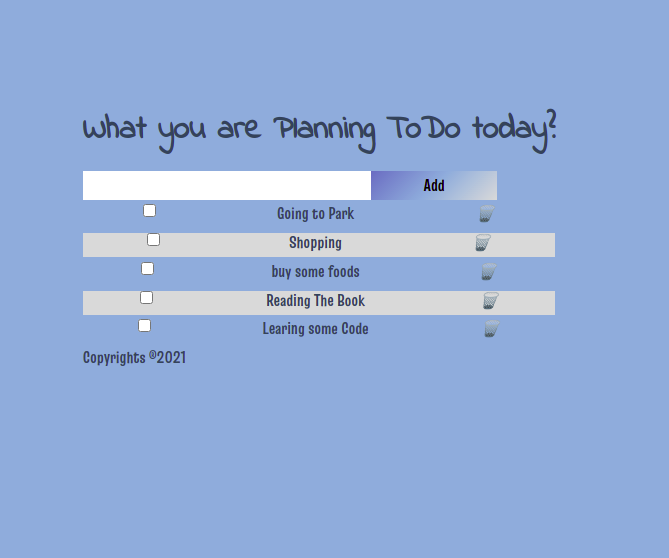 What you are Planning ToDo today?
Add
Going to Park
Shopping
buy some foods
Reading The Book
Learing some Code
Copyrights ©2021